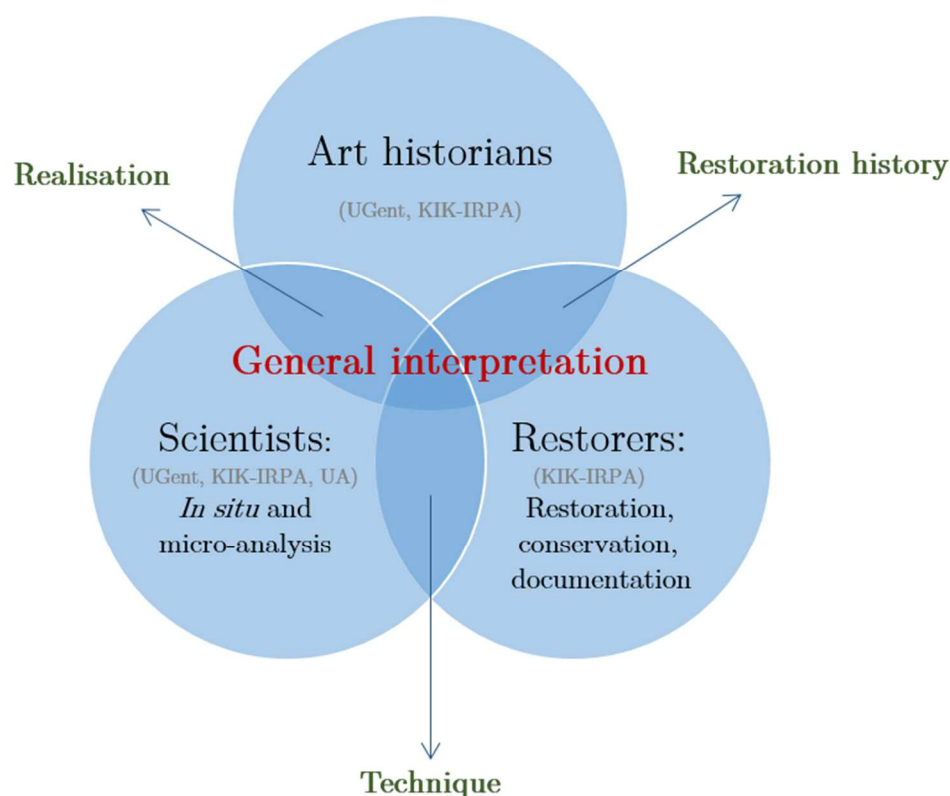 Art historians
(UGent, KIK-IRPA)
Realisation
Restoration history
General interpretation
Scientists:
(UGent, KIK-IRPA, UA)
In situ and
micro-analysis
Restorers:
(KIK-IRPA)
Restoration,
conservation,
documentation
Technique